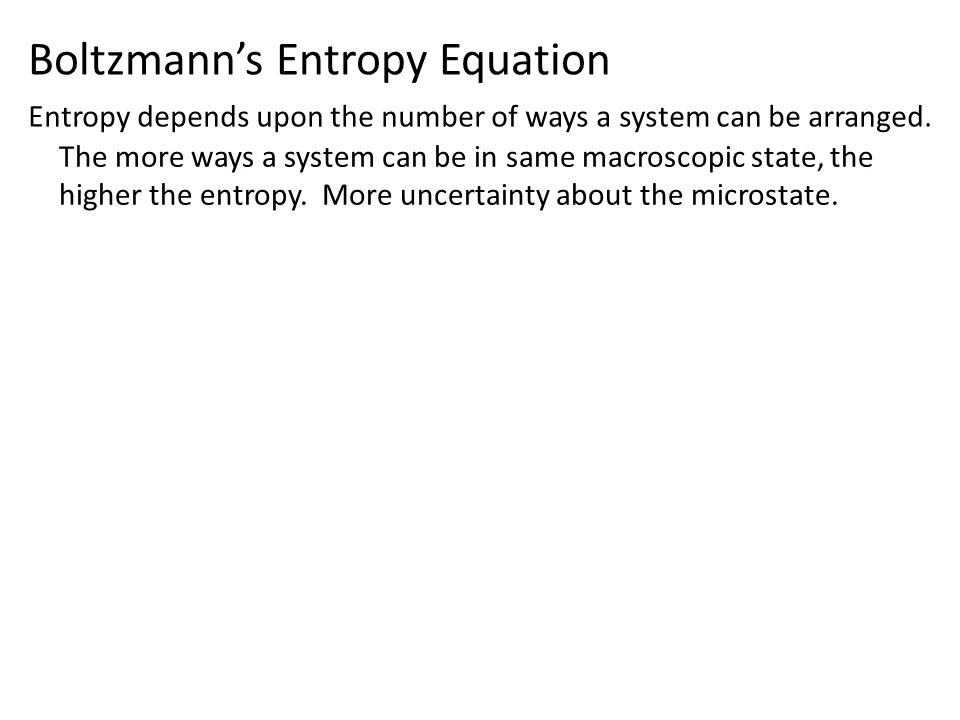 Boltzmann’s Entropy Equation
Entropy depends upon the number of ways a system can be arranged.
The more ways a system can be in same macroscopic state, the
higher the entropy.  More uncertainty about the microstate.